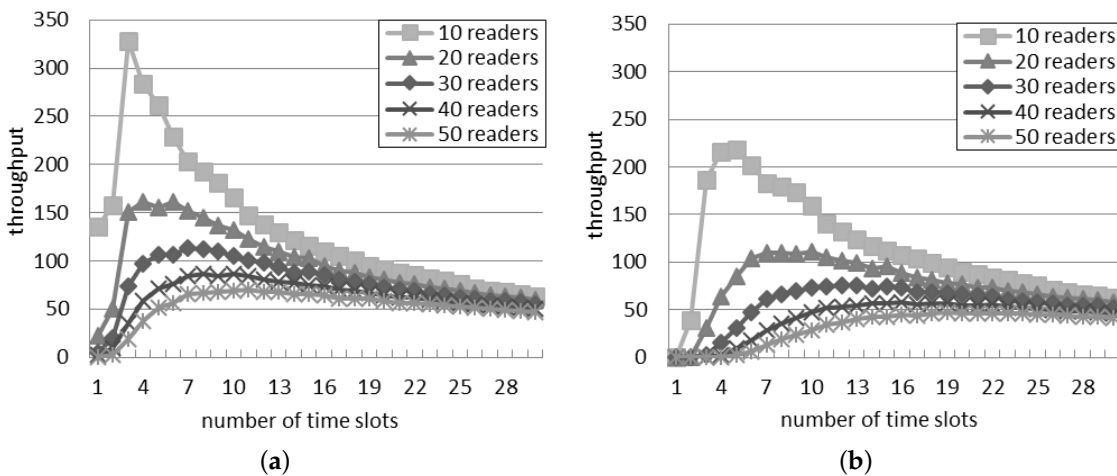 350
300
250
200
150
100
50
0
throughput
10 readers
20 readers
30 readers
40 readers
50 readers
1 4 7 10 13 16 19 22 25 28
number of time slots
(a)
350
300
250
200
150
100
50
0
throughput
10 readers
20 readers
30 readers
40 readers
50 readers
1 4 7 10 13 16 19 22 25 28
number of time slots
(b)